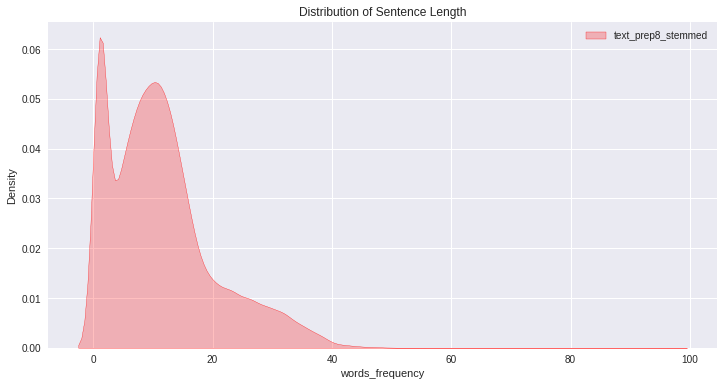 Distribution of Sentence Length
text_prep8_stemmed
Density
0.06
0.05
0.04
0.03
0.02
0.01
0.00
0 20 40 60 80 100
words_frequency